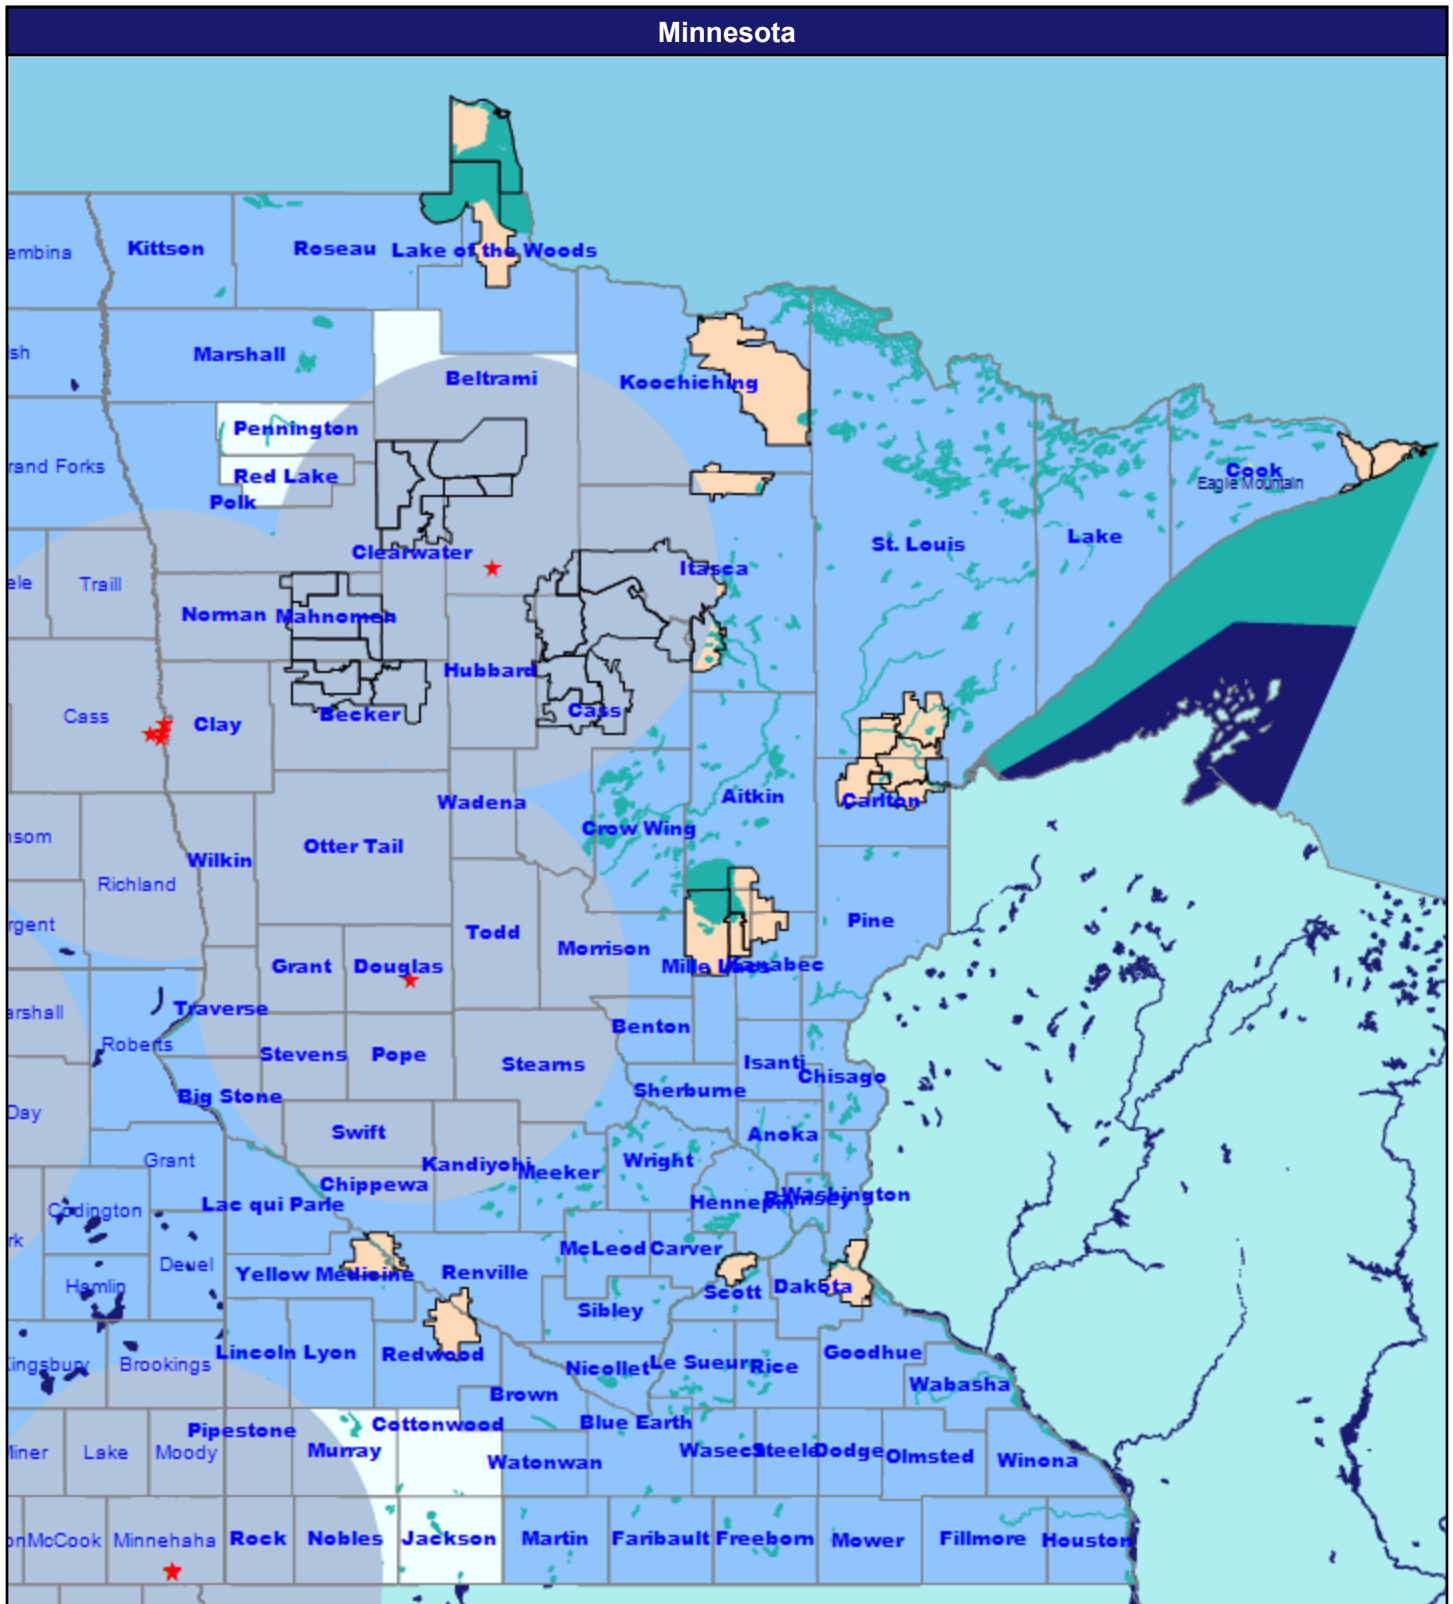 Minnesota
embina
Kittson
Roseau
Lake of the Woods
sh
Marshall
Beltrami
Koochiching
Pennington
rand Forks
Red Lake
Polk
Cook
Eagle Mountain
Clearwater
St. Louis
Lake
Itasca
ele
Traill
Norman
Mahnomen
Hubbard
Cass
Clay
Becker
Cass
Wadena
Aitkin
Carlton
Crow Wing
nsom
Otter Tail
Wilkin
Richland
rgent
Todd
Morrison
Pine
Grant
Douglas
Mille Lacs
Kanabec
arshall
Traverse
Roberts
Benton
Stevens
Pope
Stearns
Isanti
Chisago
Big Stone
Sherburne
Day
Swift
Anoka
Grant
Kandiyohi
Meeker
Wright
Chippewa
Lac qui Parle
Codington
Hennepin
Ramsey
Washington
rk
McLeod
Carver
Deuel
Yellow Medicine
Renville
Hamlin
Scott
Dakota
Sibley
Kingsbury
Brookings
Lincoln
Lyon
Redwood
Nicollet
Le Sueur
Rice
Goodhue
Wabasha
Brown
Pipestone
Cottonwood
Blue Earth
Miner
Lake
Moody
Murray
Watonwan
Waseca
Steele
Dodge
Olmsted
Winona
on
McCook
Minnehaha
Rock
Nobles
Jackson
Martin
Faribault
Freeborn
Mower
Fillmore
Houston